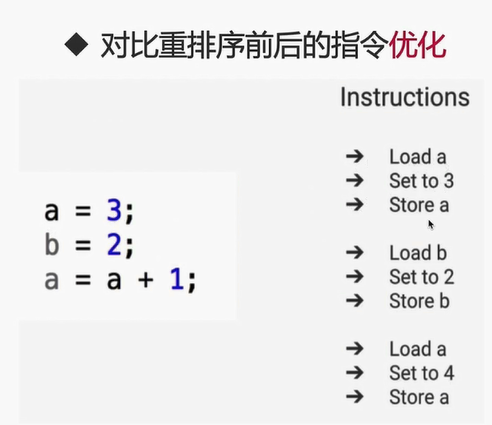 ◆ 对比重排序前后的指令优化
Instructions
a = 3;
b = 2;
a = a + 1;
→ Load a
→ Set to 3
→ Store a
→ Load b
→ Set to 2
→ Store b
→ Load a
→ Set to 4
→ Store a